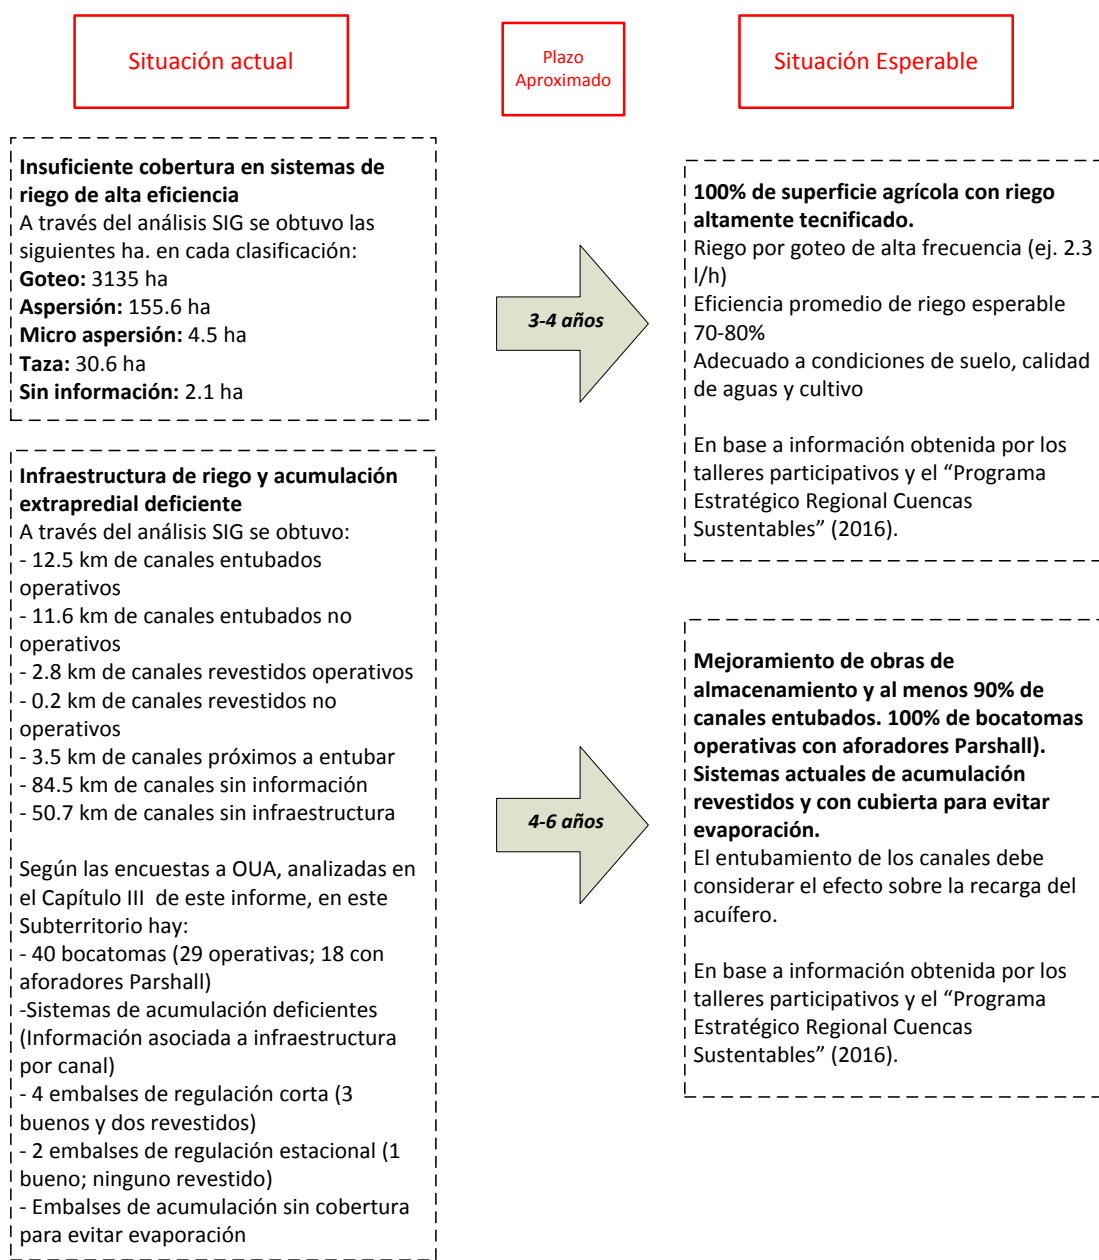 Situación actual
Plazo
Aproximado
Situación Esperable
Insuficiente cobertura en sistemas de
riego de alta eficiencia
A través del análisis SIG se obtuvo las
siguientes ha. en cada clasificación:
Goteo: 3135 ha
Aspersión: 155.6 ha
Micro aspersión: 4.5 ha
Taza: 30.6 ha
Sin información: 2.1 ha
3-4 años
100% de superficie agrícola con riego
altamente tecnificado.
Riego por goteo de alta frecuencia (ej. 2.3
l/h)
Eficiencia promedio de riego esperable
70-80%
Adecuado a condiciones de suelo, calidad
de aguas y cultivo
En base a información obtenida por los
talleres participativos y el “Programa
Estratégico Regional Cuencas
Sustentables” (2016).
Infraestructura de riego y acumulación
extrapredial deficiente
A través del análisis SIG se obtuvo:
- 12.5 km de canales entubados
operativos
- 11.6 km de canales entubados no
operativos
- 2.8 km de canales revestidos operativos
- 0.2 km de canales revestidos no
operativos
- 3.5 km de canales próximos a entubar
- 84.5 km de canales sin información
- 50.7 km de canales sin infraestructura
Según las encuestas a OUA, analizadas en
el Capítulo III  de este informe, en este
Subterritorio hay:
- 40 bocatomas (29 operativas; 18 con
aforadores Parshall)
-Sistemas de acumulación deficientes
(Información asociada a infraestructura
por canal)
- 4 embalses de regulación corta (3
buenos y dos revestidos)
- 2 embalses de regulación estacional (1
bueno; ninguno revestido)
- Embalses de acumulación sin cobertura
para evitar evaporación
4-6 años
Mejoramiento de obras de
almacenamiento y al menos 90% de
canales entubados. 100% de bocatomas
operativas con aforadores Parshall).
Sistemas actuales de acumulación
revestidos y con cubierta para evitar
evaporación.
El entubamiento de los canales debe
considerar el efecto sobre la recarga del
acuífero.
En base a información obtenida por los
talleres participativos y el “Programa
Estratégico Regional Cuencas
Sustentables” (2016).